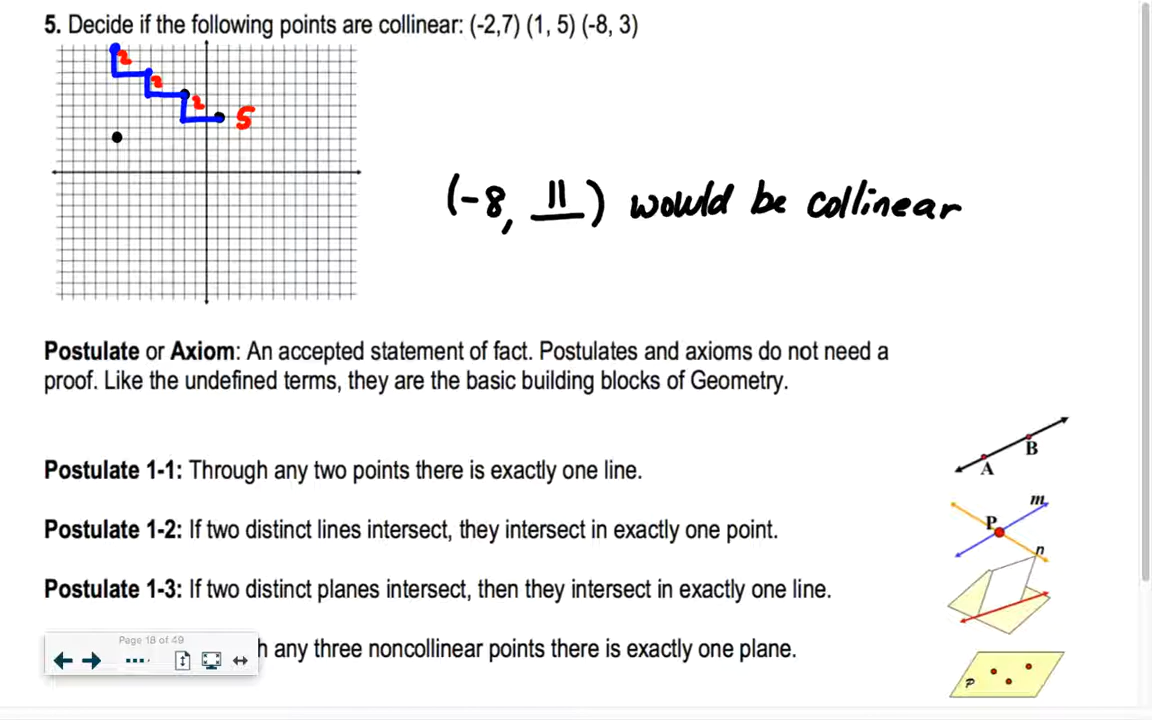 5. Decide if the following points are collinear: (-2,7) (1, 5) (-8, 3)
2
2
2
5
(-8, 11) would be collinear
Postulate or Axiom: An accepted statement of fact. Postulates and axioms do not need a
proof. Like the undefined terms, they are the basic building blocks of Geometry.
A B
Postulate 1-1: Through any two points there is exactly one line.
m
P
Postulate 1-2: If two distinct lines intersect, they intersect in exactly one point.
n
Postulate 1-3: If two distinct planes intersect, then they intersect in exactly one line.
Page 18 of 49
h any three noncollinear points there is exactly one plane.
P